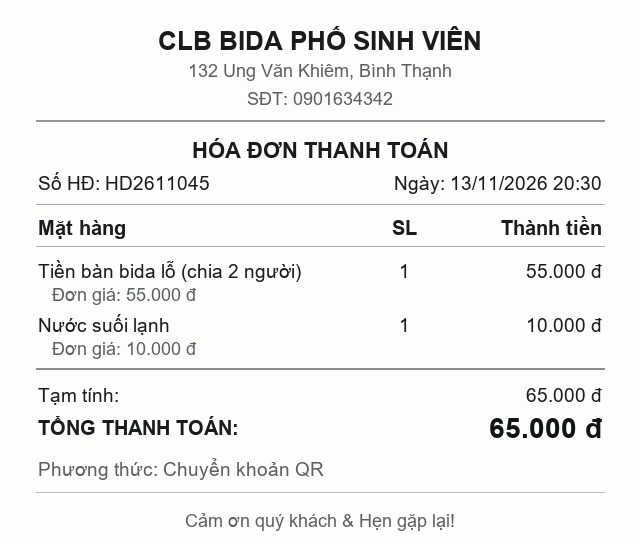 CLB BIDA PHỐ SINH VIÊN
132 Ung Văn Khiêm, Bình Thạnh
SĐT: 0901634342
HÓA ĐƠN THANH TOÁN
Số HĐ: HD2611045 Ngày: 13/11/2026 20:30
Mặt hàng SL Thành tiền
Tiền bàn bida lỗ (chia 2 người) 1 55.000 đ
Đơn giá: 55.000 đ
Nước suối lạnh 1 10.000 đ
Đơn giá: 10.000 đ
Tạm tính: 65.000 đ
TỔNG THANH TOÁN: 65.000 đ
Phương thức: Chuyển khoản QR
Cảm ơn quý khách & Hẹn gặp lại!